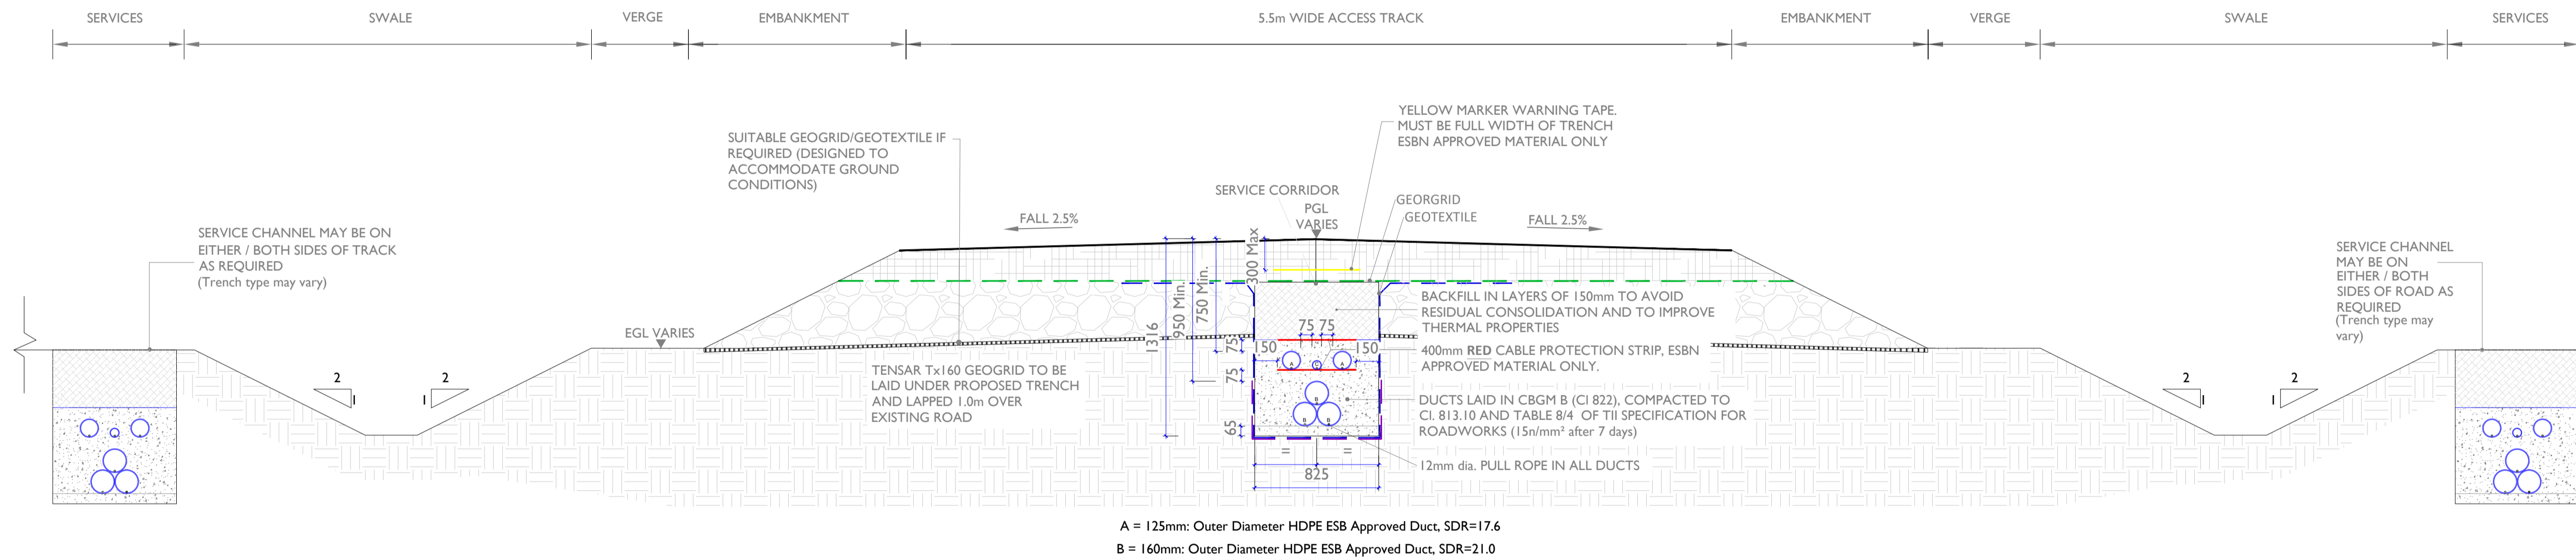 SERVICES
SWALE
VERGE
EMBANKMENT
5.5m WIDE ACCESS TRACK
EMBANKMENT
VERGE
SWALE
SERVICES
YELLOW MARKER WARNING TAPE.
MUST BE FULL WIDTH OF TRENCH
ESBN APPROVED MATERIAL ONLY
SUITABLE GEOGRID/GEOTEXTILE IF
REQUIRED (DESIGNED TO
ACCOMMODATE GROUND
CONDITIONS)
SERVICE CORRIDOR
PGL
VARIES
GEORGRID
GEOTEXTILE
FALL 2.5%
FALL 2.5%
SERVICE CHANNEL MAY BE ON
EITHER / BOTH SIDES OF TRACK
AS REQUIRED
(Trench type may vary)
SERVICE CHANNEL
MAY BE ON
EITHER / BOTH
SIDES OF ROAD AS
REQUIRED
(Trench type may
vary)
EGL VARIES
1316
950 Min.
750 Min.
300 Max
BACKFILL IN LAYERS OF 150mm TO AVOID
RESIDUAL CONSOLIDATION AND TO IMPROVE
THERMAL PROPERTIES
75 75
75
150
150
75
65
400mm RED CABLE PROTECTION STRIP, ESBN
APPROVED MATERIAL ONLY.
TENSAR Tx160 GEOGRID TO BE
LAID UNDER PROPOSED TRENCH
AND LAPPED 1.0m OVER
EXISTING ROAD
DUCTS LAID IN CBGM B (Cl 822), COMPACTED TO
Cl. 813.10 AND TABLE 8/4 OF TII SPECIFICATION FOR
ROADWORKS (15n/mm² after 7 days)
12mm dia. PULL ROPE IN ALL DUCTS
2
1
2
1
2
1
2
1
= =
825
A = 125mm: Outer Diameter HDPE ESB Approved Duct, SDR=17.6
B = 160mm: Outer Diameter HDPE ESB Approved Duct, SDR=21.0